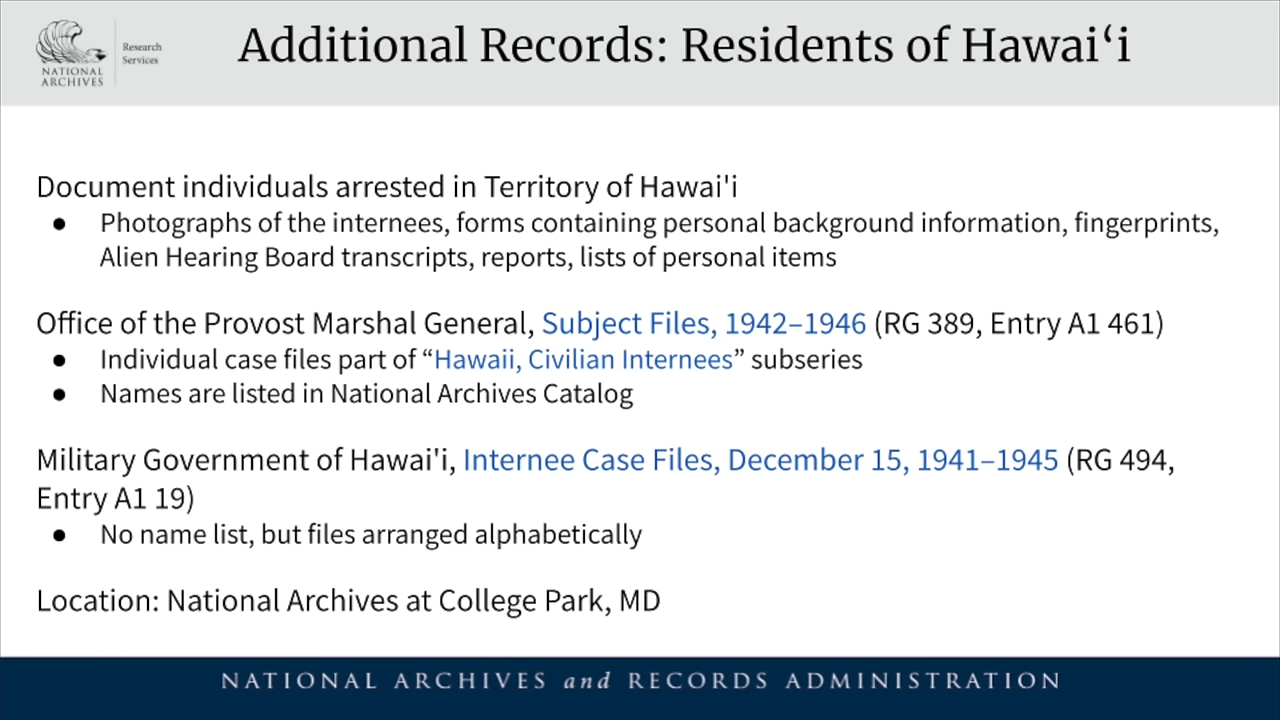 NATIONAL
ARCHIVES
Research
Services
Additional Records: Residents of Hawaiʻi
Document individuals arrested in Territory of Hawai'i
● Photographs of the internees, forms containing personal background information, fingerprints,
Alien Hearing Board transcripts, reports, lists of personal items
Office of the Provost Marshal General, Subject Files, 1942–1946 (RG 389, Entry A1 461)
● Individual case files part of “Hawaii, Civilian Internees” subseries
● Names are listed in National Archives Catalog
Military Government of Hawai'i, Internee Case Files, December 15, 1941–1945 (RG 494,
Entry A1 19)
● No name list, but files arranged alphabetically
Location: National Archives at College Park, MD
NATIONAL ARCHIVES and RECORDS ADMINISTRATION